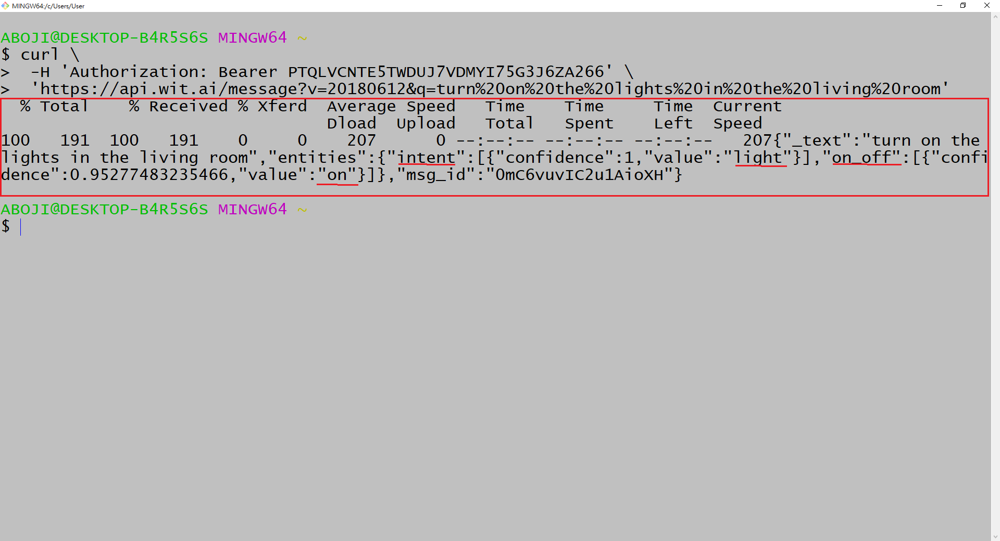 MINGW64:/c/Users/User
ABOJI@DESKTOP-B4R5S6S MINGW64 ~
$ curl \
>  -H 'Authorization: Bearer PTQLVCNTE5TWDUJ7VDMYI75G3J6ZA266' \
>  'https://api.wit.ai/message?v=20180612&q=turn%20on%20the%20lights%20in%20the%20living%20room'
  % Total    % Received % Xferd  Average Speed   Time    Time     Time  Current
                                 Dload  Upload   Total   Spent    Left  Speed
100   191  100   191    0     0    207      0 --:--:-- --:--:-- --:--:--   207{"_text":"turn on the
lights in the living room","entities":{"intent":[{"confidence":1,"value":"light"}],"on_off":[{"confi
dence":0.95277483235466,"value":"on"}]},"msg_id":"0mC6vuvIC2u1AioXH"}
ABOJI@DESKTOP-B4R5S6S MINGW64 ~
$